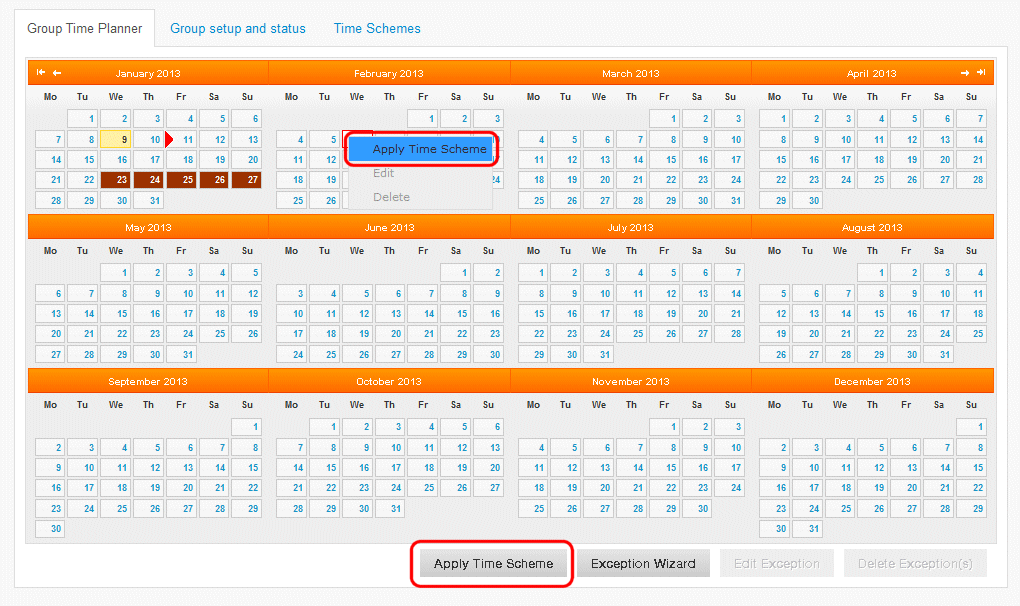 Group Time Planner Group setup and status Time Schemes
January 2013 February 2013 March 2013 April 2013
Mo Tu We Th Fr Sa Su Mo Tu We Th Fr Sa Su Mo Tu We Th Fr Sa Su Mo Tu We Th Fr Sa Su
1 2 3 4 5 6 1 2 3 1 2 3 1 2 3 4 5 6 7
7 8 9 10 11 12 13 4 5 4 5 6 7 8 9 10 8 9 10 11 12 13 14
Apply Time Scheme
14 15 16 17 18 19 20 11 12 11 12 13 14 15 16 17 15 16 17 18 19 20 21
Edit
21 22 23 24 25 26 27 18 19 24 18 19 20 21 22 23 24 22 23 24 25 26 27 28
Delete
28 29 30 31 25 26 25 26 27 28 29 30 31 29 30
May 2013 June 2013 July 2013 August 2013
Mo Tu We Th Fr Sa Su Mo Tu We Th Fr Sa Su Mo Tu We Th Fr Sa Su Mo Tu We Th Fr Sa Su
1 2 3 4 5 1 2 1 2 3 4 5 6 7 1 2 3 4
6 7 8 9 10 11 12 3 4 5 6 7 8 9 8 9 10 11 12 13 14 5 6 7 8 9 10 11
13 14 15 16 17 18 19 10 11 12 13 14 15 16 15 16 17 18 19 20 21 12 13 14 15 16 17 18
20 21 22 23 24 25 26 17 18 19 20 21 22 23 22 23 24 25 26 27 28 19 20 21 22 23 24 25
27 28 29 30 31 24 25 26 27 28 29 30 29 30 31 26 27 28 29 30 31
September 2013 October 2013 November 2013 December 2013
Mo Tu We Th Fr Sa Su Mo Tu We Th Fr Sa Su Mo Tu We Th Fr Sa Su Mo Tu We Th Fr Sa Su
1 1 2 3 4 5 6 1 2 3 1
2 3 4 5 6 7 8 7 8 9 10 11 12 13 4 5 6 7 8 9 10 2 3 4 5 6 7 8
9 10 11 12 13 14 15 14 15 16 17 18 19 20 11 12 13 14 15 16 17 9 10 11 12 13 14 15
16 17 18 19 20 21 22 21 22 23 24 25 26 27 18 19 20 21 22 23 24 16 17 18 19 20 21 22
23 24 25 26 27 28 29 28 29 30 31 25 26 27 28 29 30 23 24 25 26 27 28 29
30 30 31
Apply Time Scheme Exception Wizard Edit Exception Delete Exception(s)